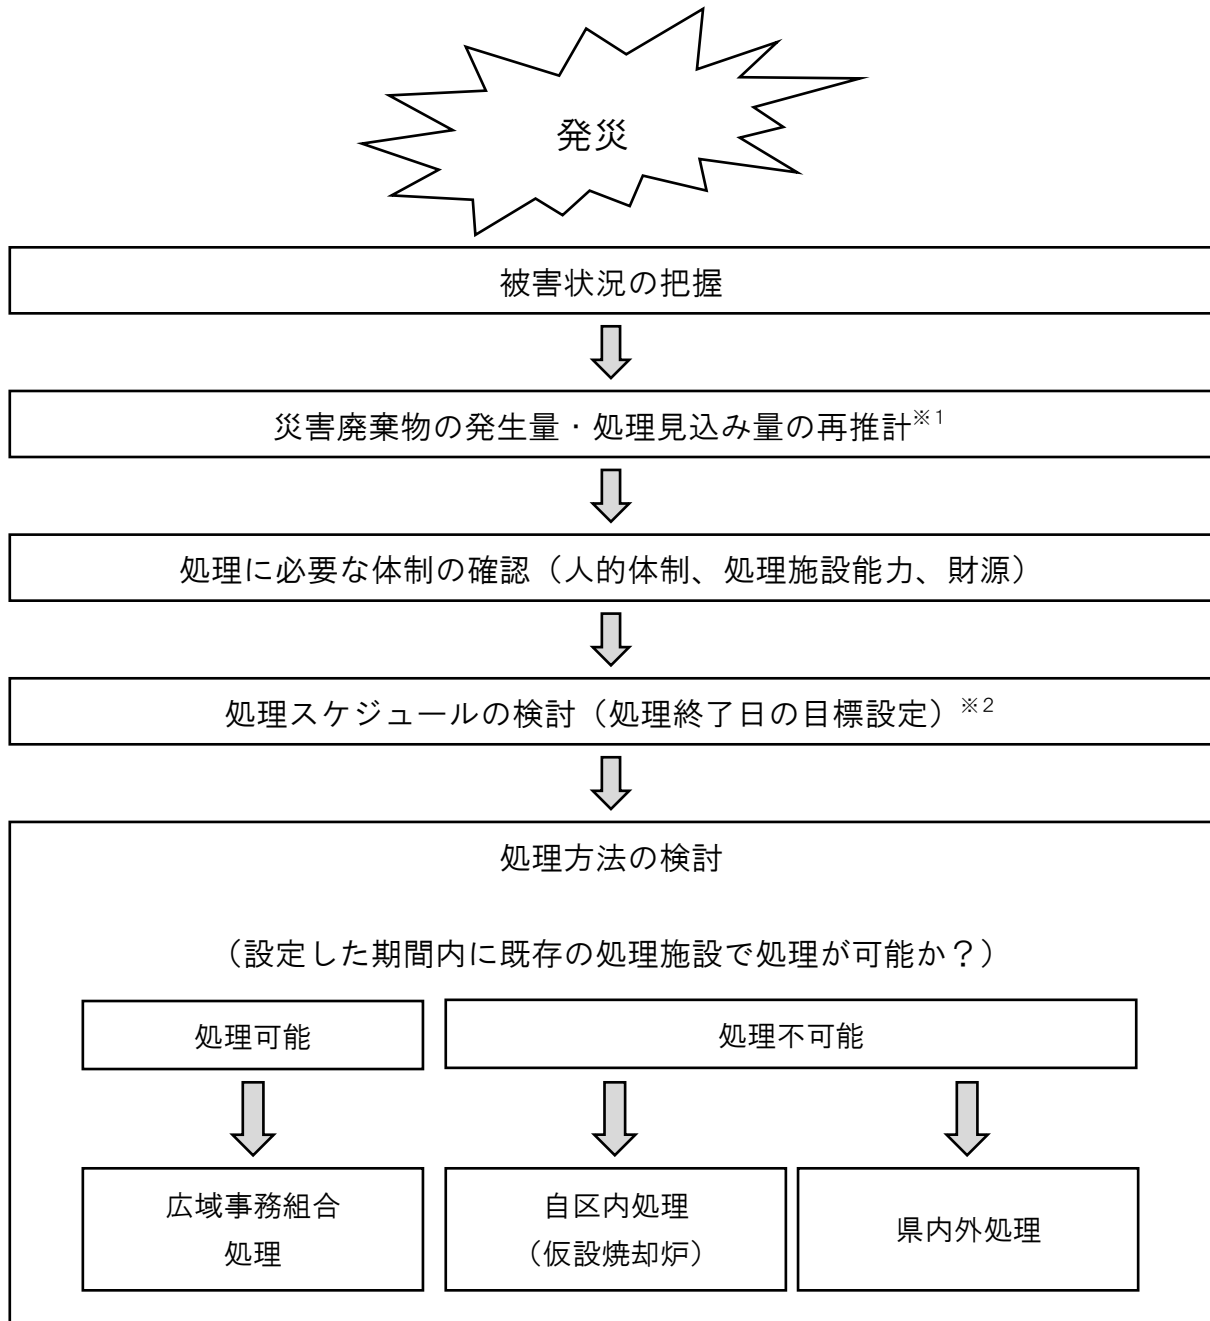 発災
被害状況の把握
災害廃棄物の発生量・処理見込み量の再推計※1
処理に必要な体制の確認（人的体制、処理施設能力、財源）
処理スケジュールの検討（処理終了日の目標設定）※2
処理方法の検討
（設定した期間内に既存の処理施設で処理が可能か？）
処理可能
処理不可能
広域事務組合
処理
自区内処理
（仮設焼却炉）
県内外処理